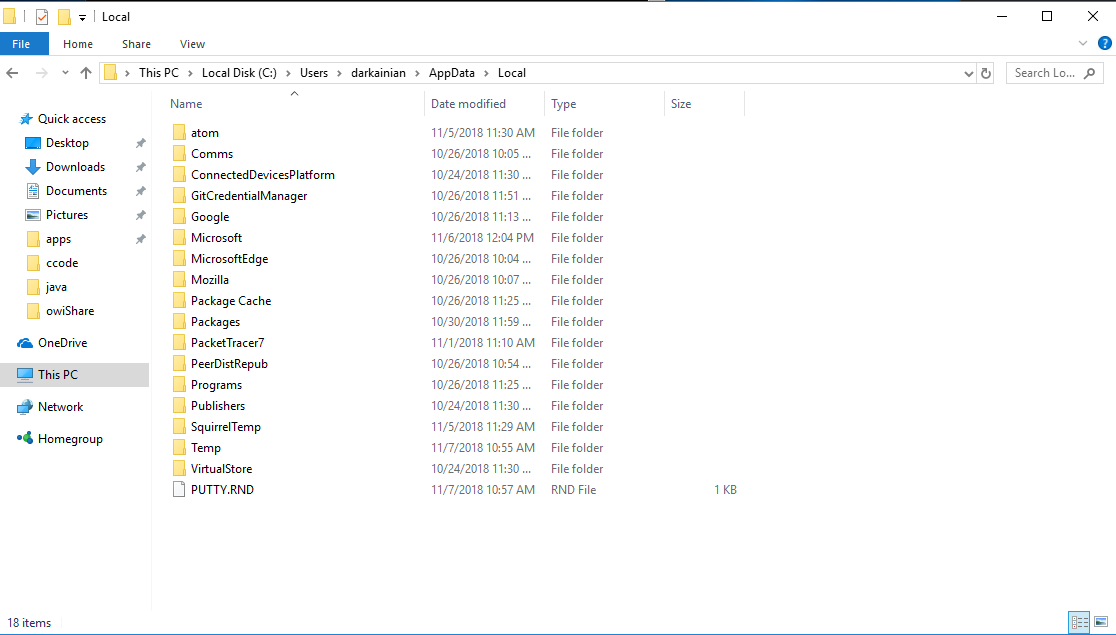 Local
File Home Share View
This PC Local Disk (C:) Users darkainian AppData Local Search Lo...
Name Date modified Type Size
Quick access
Desktop
Downloads
Documents
Pictures
apps
ccode
java
owiShare
OneDrive
This PC
Network
Homegroup
atom 11/5/2018 11:30 AM File folder
Comms 10/26/2018 10:05 ... File folder
ConnectedDevicesPlatform 10/24/2018 11:30 ... File folder
GitCredentialManager 10/26/2018 11:51 ... File folder
Google 10/26/2018 11:13 ... File folder
Microsoft 11/6/2018 12:04 PM File folder
MicrosoftEdge 10/26/2018 10:04 ... File folder
Mozilla 10/26/2018 10:07 ... File folder
Package Cache 10/26/2018 11:25 ... File folder
Packages 10/30/2018 11:59 ... File folder
PacketTracer7 11/1/2018 11:10 AM File folder
PeerDistRepub 10/26/2018 10:54 ... File folder
Programs 10/26/2018 11:25 ... File folder
Publishers 10/24/2018 11:30 ... File folder
SquirrelTemp 11/5/2018 11:29 AM File folder
Temp 11/7/2018 10:55 AM File folder
VirtualStore 10/24/2018 11:30 ... File folder
PUTTY.RND 11/7/2018 10:57 AM RND File 1 KB
18 items